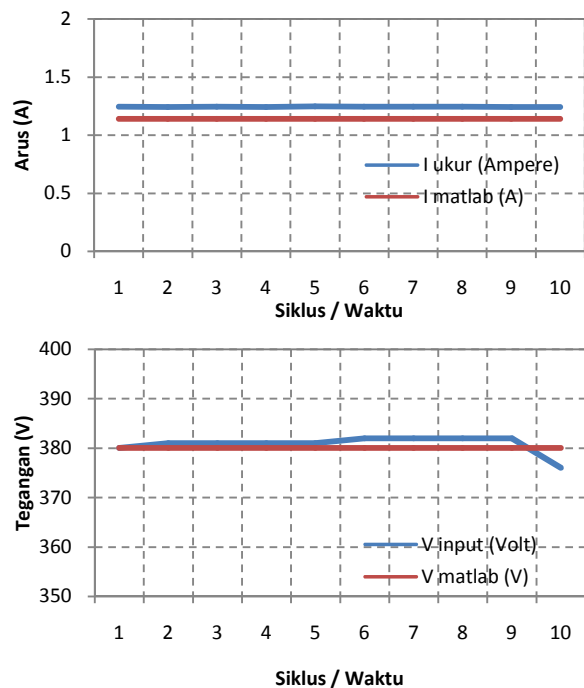 2
1.5
1
0.5
0
Arus (A)
I ukur (Ampere)
I matlab (A)
1 2 3 4 5 6 7 8 9 10
Siklus / Waktu
400
390
380
370
360
350
Tegangan (V)
V input (Volt)
V matlab (V)
1 2 3 4 5 6 7 8 9 10
Siklus / Waktu